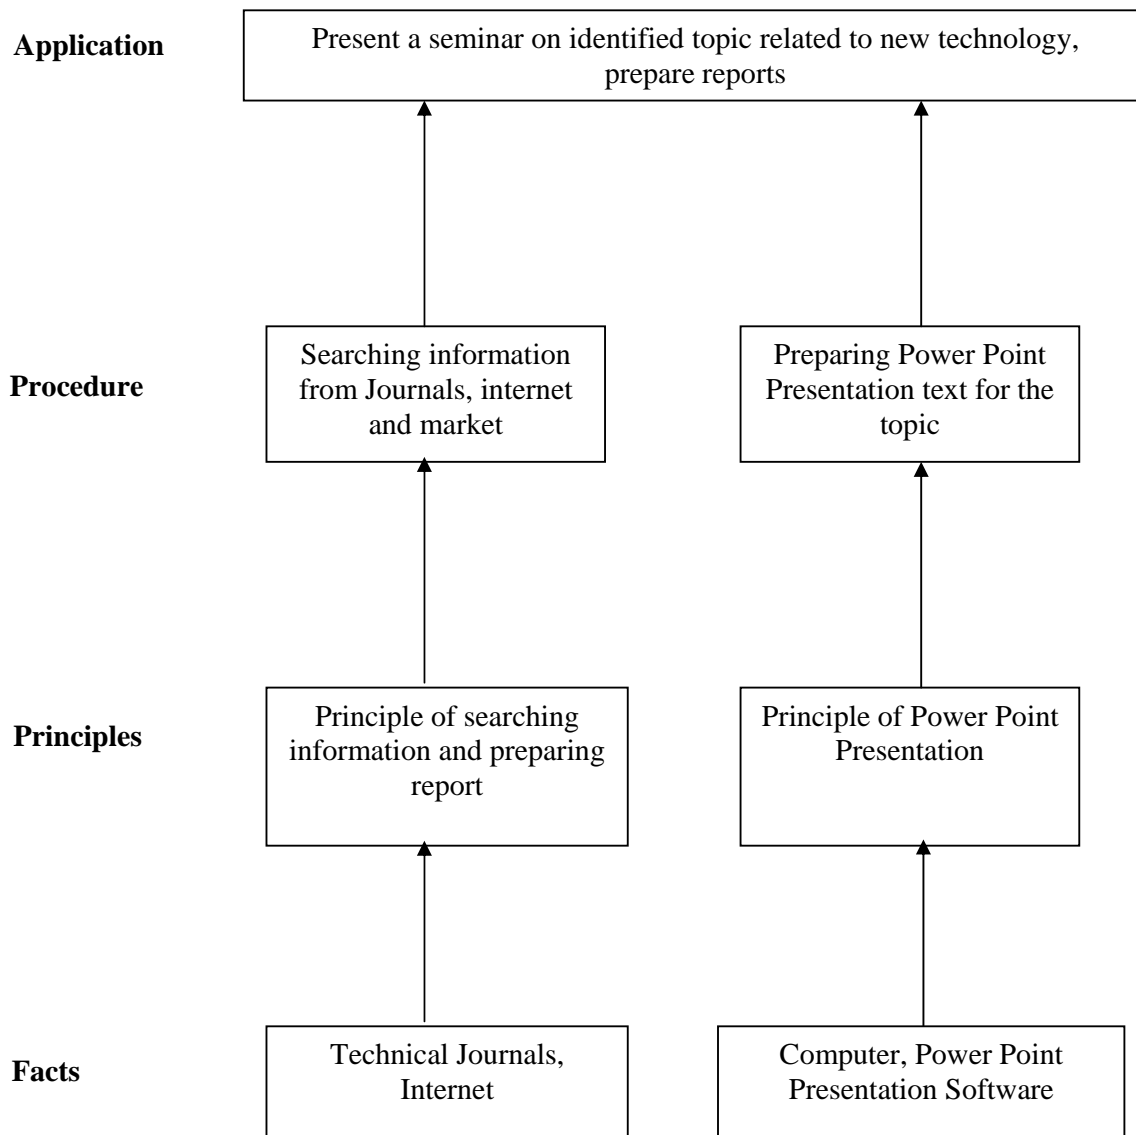 Application
Present a seminar on identified topic related to new technology,
prepare reports
Procedure
Searching information
from Journals, internet
and market
Preparing Power Point
Presentation text for the
topic
Principles
Principle of searching
information and preparing
report
Principle of Power Point
Presentation
Facts
Technical Journals,
Internet
Computer, Power Point
Presentation Software